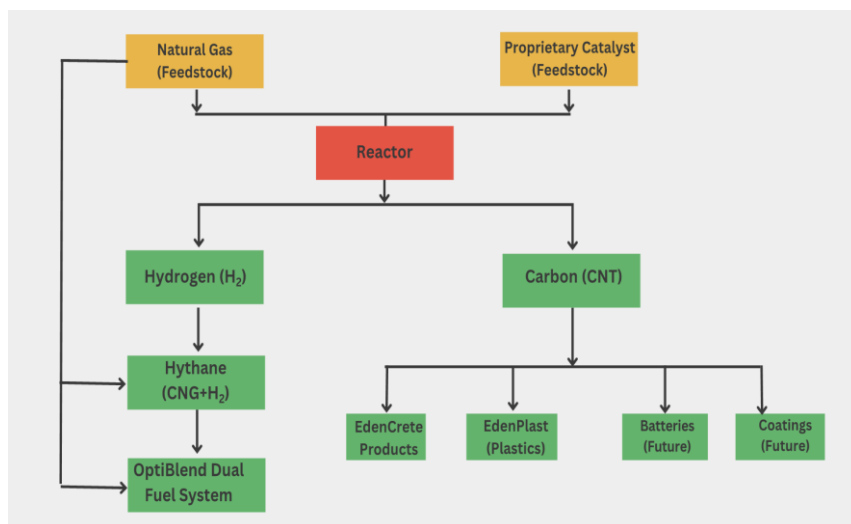 Natural Gas
(Feedstock)
Proprietary Catalyst
(Feedstock)
Reactor
Hydrogen (H₂)
Carbon (CNT)
Hythane
(CNG+H₂)
EdenCrete
Products
EdenPlast
(Plastics)
Batteries
(Future)
Coatings
(Future)
OptiBlend Dual
Fuel System